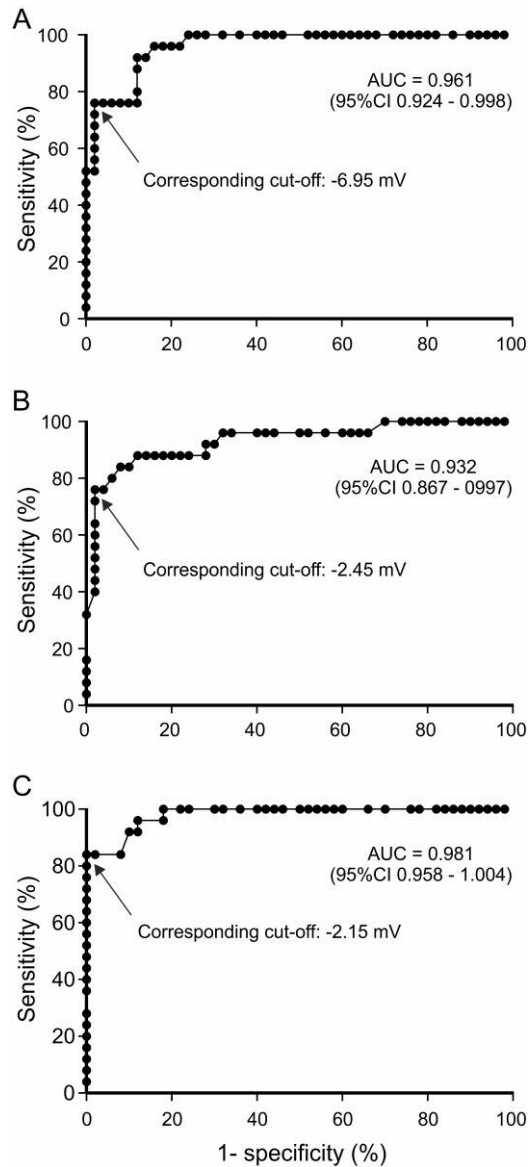 A
100
80
60
40
20
0
Sensitivity (%)
AUC = 0.961
(95%CI 0.924 - 0.998)
Corresponding cut-off: -6.95 mV
0
20
40
60
80
100
B
100
80
60
40
20
0
Sensitivity (%)
AUC = 0.932
(95%CI 0.867 - 0997)
Corresponding cut-off: -2.45 mV
0
20
40
60
80
100
C
100
80
60
40
20
0
Sensitivity (%)
AUC = 0.981
(95%CI 0.958 - 1.004)
Corresponding cut-off: -2.15 mV
0
20
40
60
80
100
1- specificity (%)